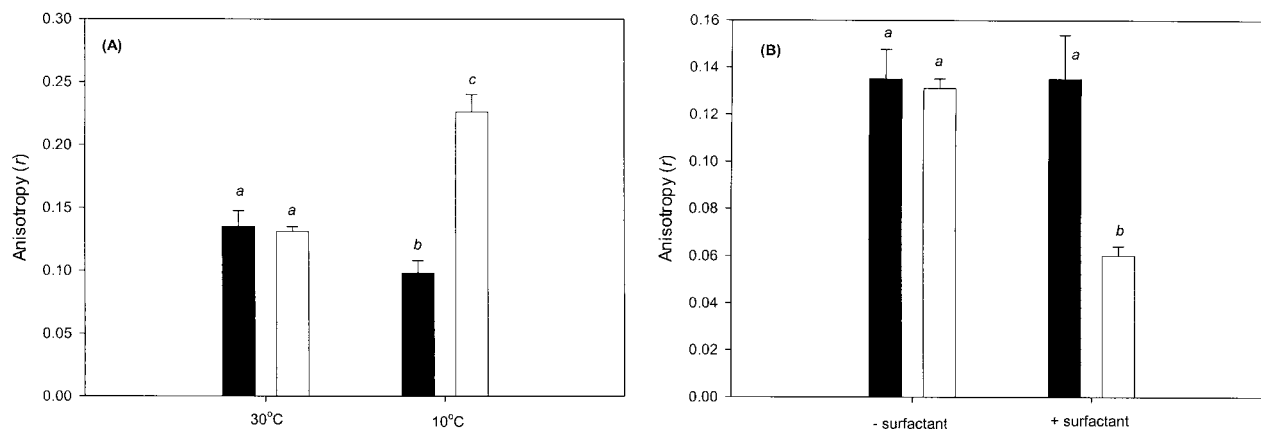 (A)
Anisotropy (r)
0.30
0.25
0.20
0.15
0.10
0.05
0.00
a
a
b
c
30°C
10°C
(B)
Anisotropy (r)
0.16
0.14
0.12
0.10
0.08
0.06
0.04
0.02
0.00
a
a
a
b
- surfactant
+ surfactant